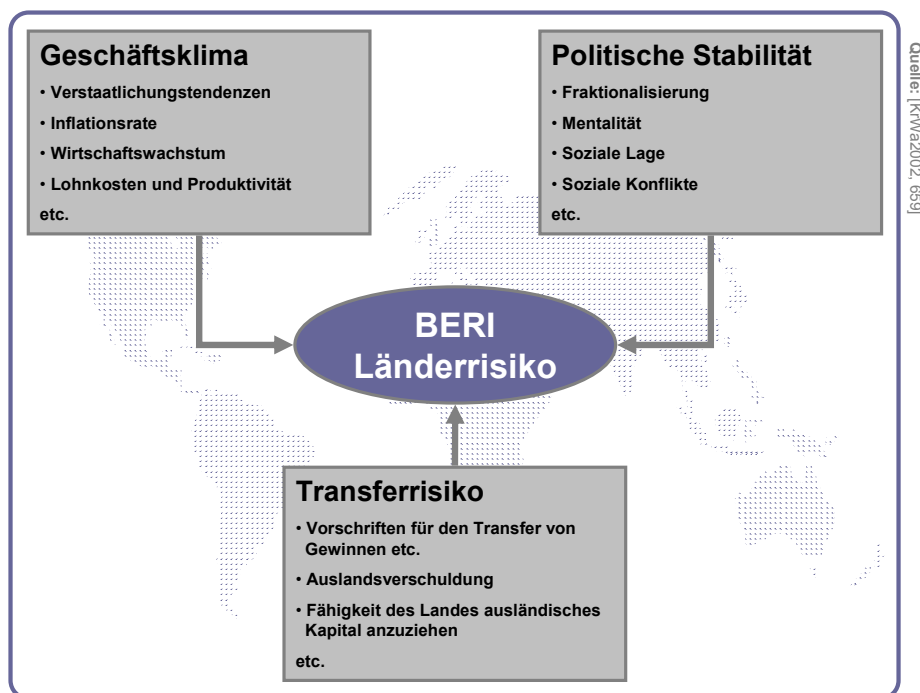 Geschäftsklima
• Verstaatlichungstendenzen
• Inflationsrate
• Wirtschaftswachstum
• Lohnkosten und Produktivität
etc.
Politische Stabilität
• Fraktionalisierung
• Mentalität
• Soziale Lage
• Soziale Konflikte
etc.
BERI
Länderrisiko
Transferrisiko
• Vorschriften für den Transfer von
Gewinnen etc.
• Auslandsverschuldung
• Fähigkeit des Landes ausländisches
Kapital anzuziehen
etc.
Quelle: [KrWa2002, 659]